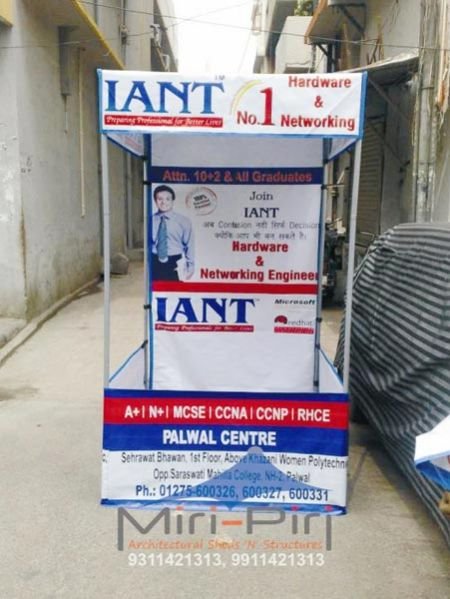 IANT TM
Preparing Professional for Better Lives
No.1
Hardware
&
Networking
Attn. 10+2 & All Graduates
Join
IANT
अब Confusion नहीं सिर्फ Decision
क्योंकि आप भी बन सकते हैं।
Hardware
&
Networking Engineer
IANT
Preparing Professionals for Better Lives
Microsoft
redhat
A+ | N+ | MCSE | CCNA | CCNP | RHCE
PALWAL CENTRE
Sehrawat Bhawan, 1st Floor, Above Khazani Women Polytechnic
Opp. Saraswati Mahila College, NH-2, Palwal
Ph.: 01275-600326, 600327, 600331
Miri-Piri
Architectural Sheds 'N' Structures
9311421313, 9911421313